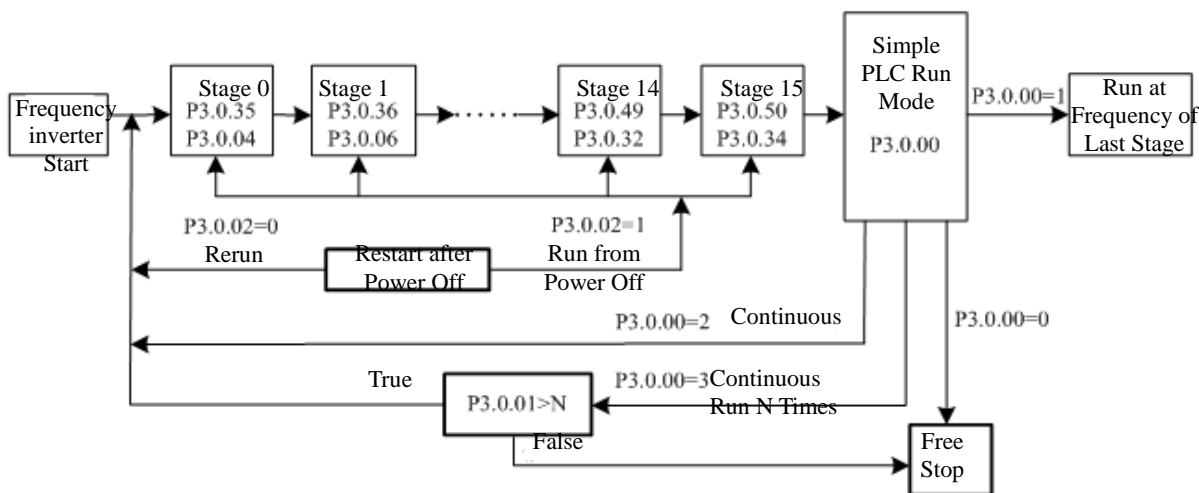 Frequency
inverter
Start
Stage 0
P3.0.35
P3.0.04
Stage 1
P3.0.36
P3.0.06
Stage 14
P3.0.49
P3.0.32
Stage 15
P3.0.50
P3.0.34
Simple
PLC Run
Mode
P3.0.00
P3.0.00=1
Run at
Frequency of
Last Stage
P3.0.02=0
Rerun
Restart after
Power Off
P3.0.02=1
Run from
Power Off
P3.0.00=2
Continuous
P3.0.00=0
True
P3.0.01>N
False
P3.0.00=3
Continuous
Run N Times
Free
Stop